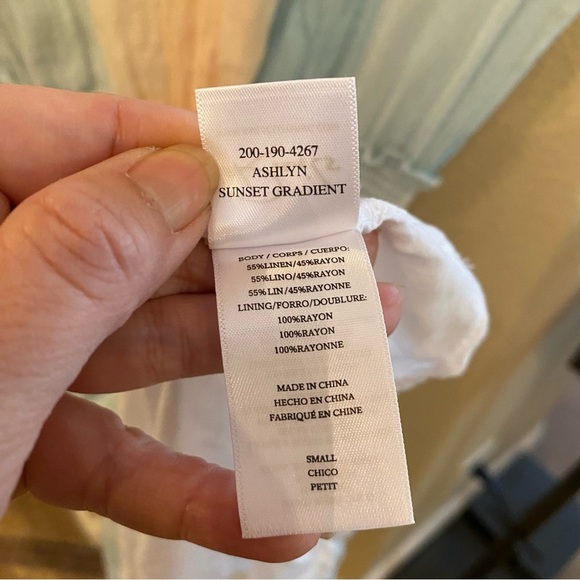 200-190-4267
ASHLYN
SUNSET GRADIENT
BODY / CORPS / CUERPO:
55%LINEN/45%RAYON
55%LINO/45%RAYON
55%LIN/45%RAYONNE
LINING/FORRO/DOUBLURE:
100%RAYON
100%RAYON
100%RAYONNE
MADE IN CHINA
HECHO EN CHINA
FABRIQUÉ EN CHINE
SMALL
CHICO
PETIT